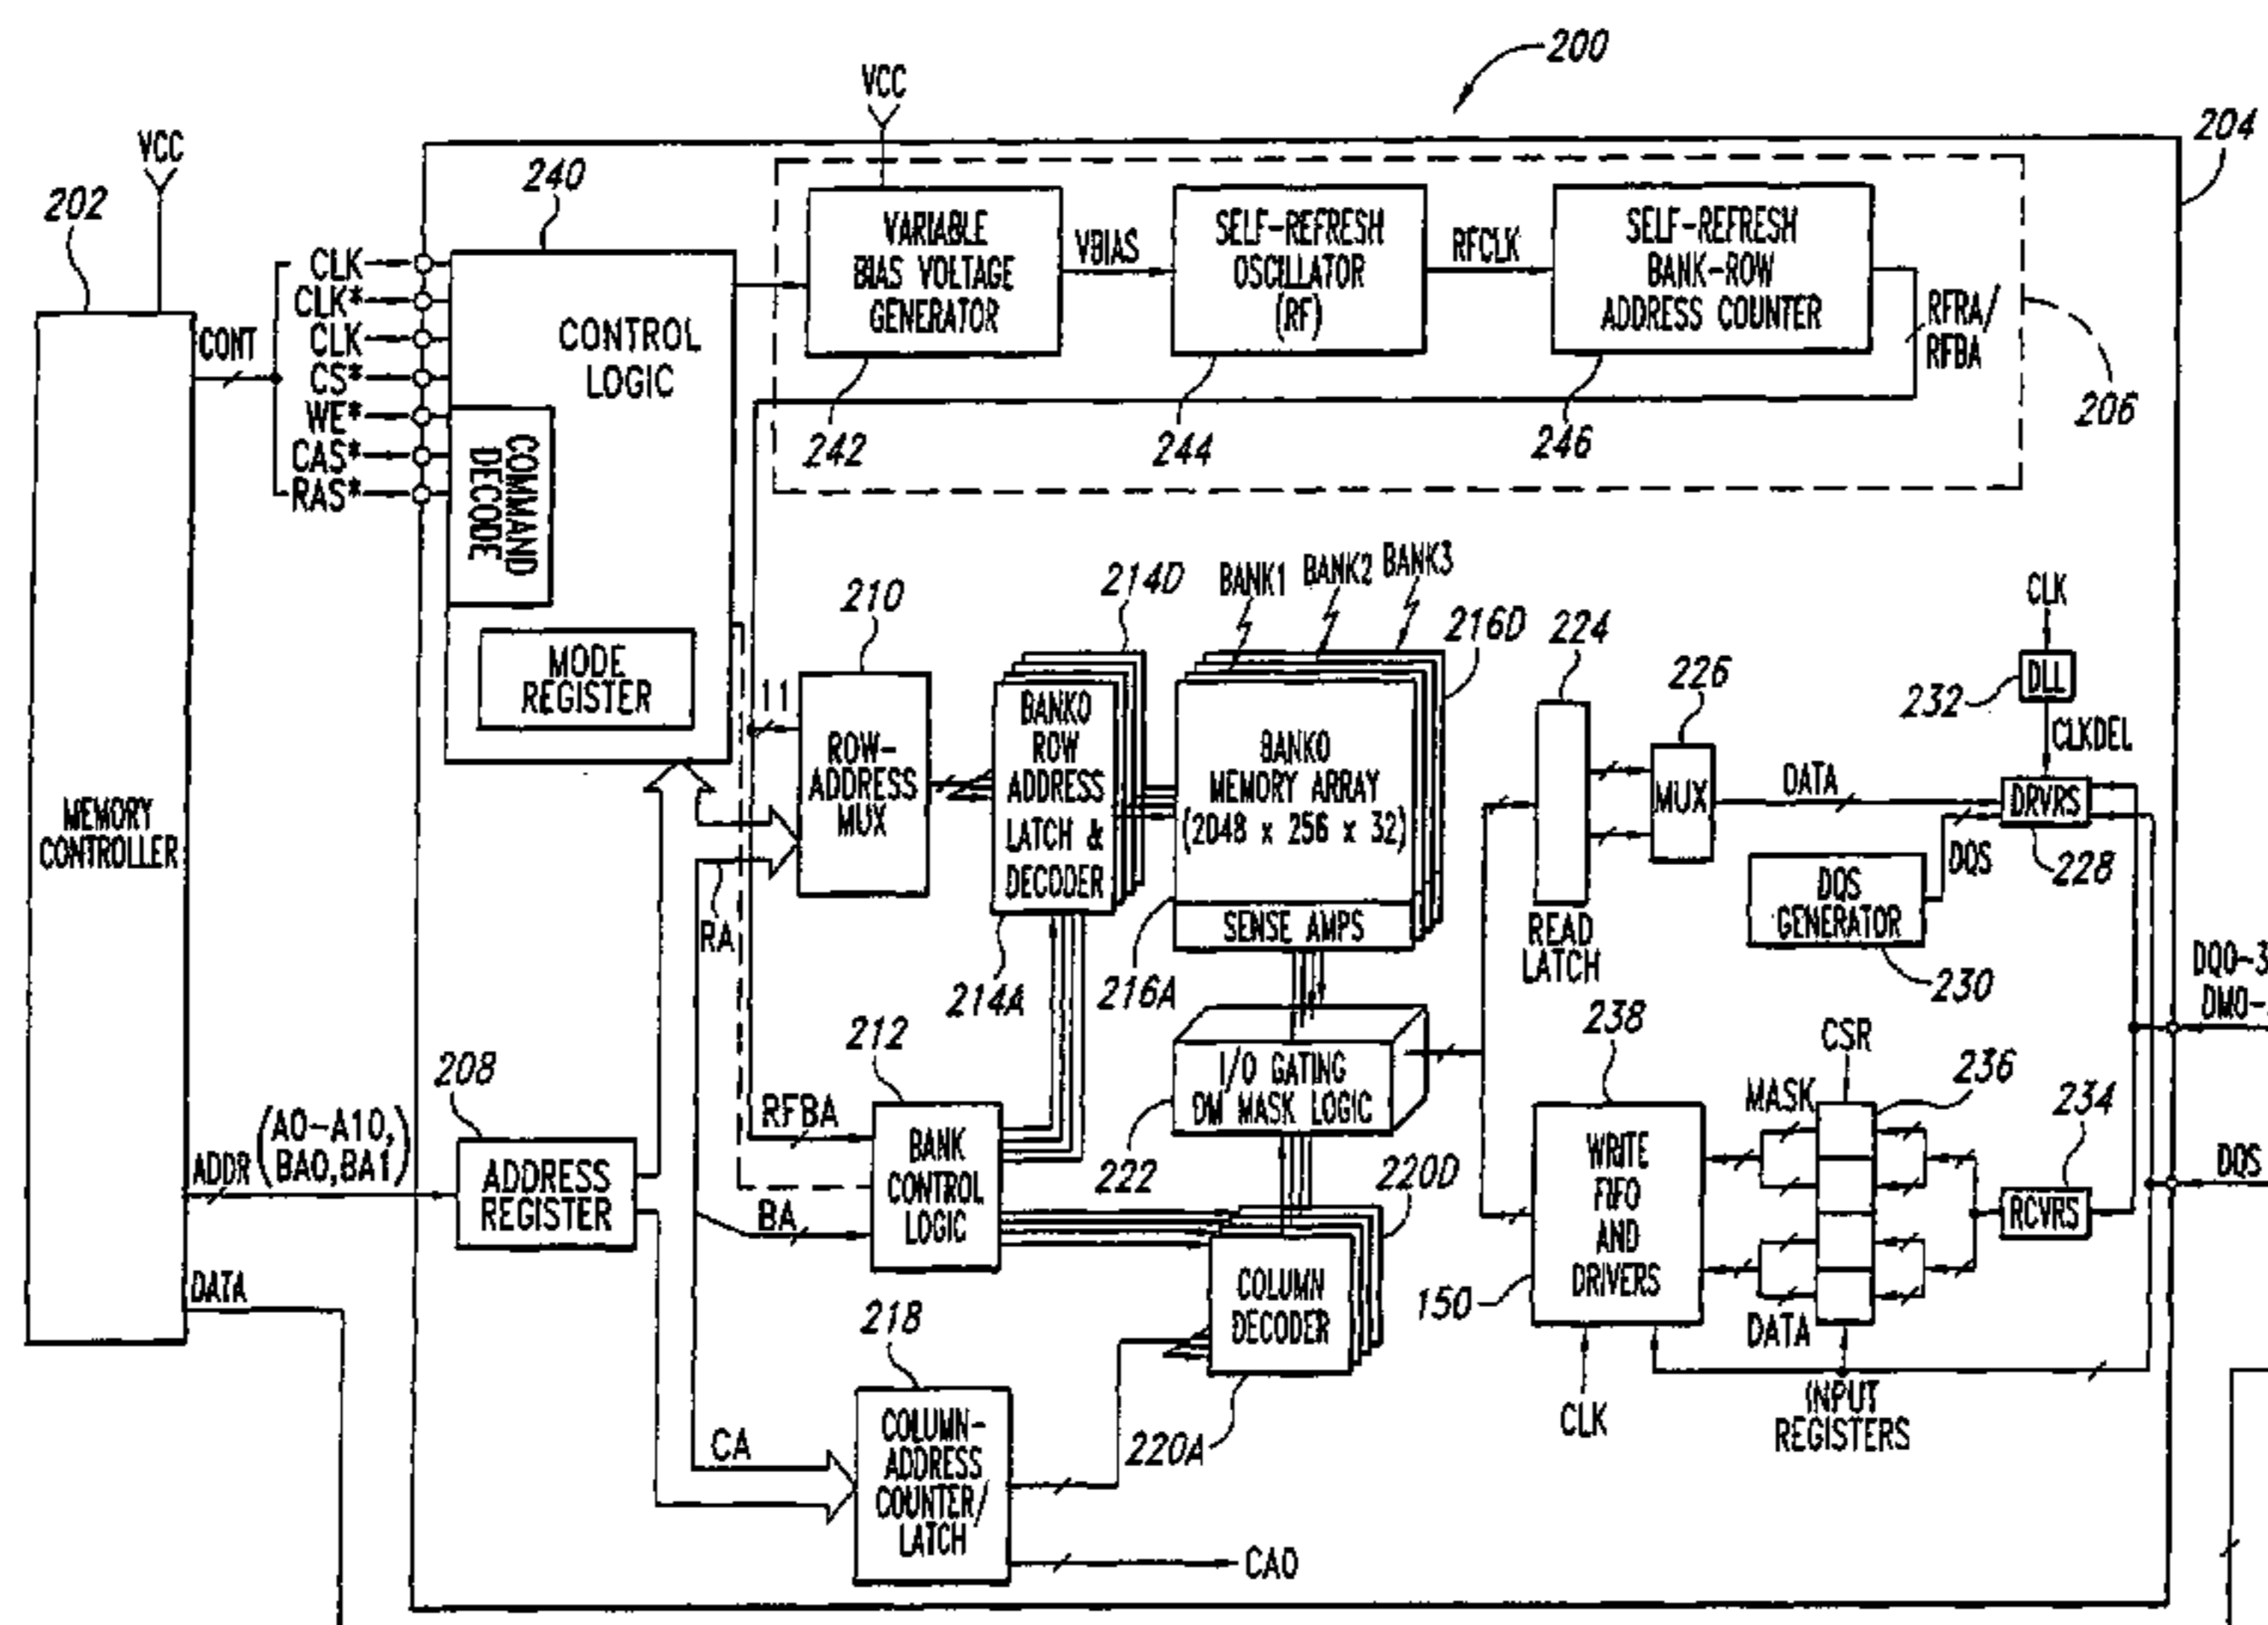 200
VCC
VCC
204
202
240
CLK
CLK*
CLK
CS*
WE*
CAS*
RAS*
CONT
CONTROL
LOGIC
COMMAND
DECODE
MODE
REGISTER
VARIABLE
BIAS VOLTAGE
GENERATOR
VBIAS
SELF-REFRESH
OSCILLATOR
(RF)
RFCLK
SELF-REFRESH
BANK-ROW
ADDRESS COUNTER
RFRA/
RFBA
242
244
246
206
MEMORY
CONTROLLER
210
11
ROW-
ADDRESS
MUX
RA
214D
BANK0
ROW
ADDRESS
LATCH &
DECODER
214A
BANK1
BANK2
BANK3
216D
BANK0
MEMORY ARRAY
(2048 x 256 x 32)
SENSE AMPS
216A
224
READ
LATCH
226
MUX
DATA
CLK
DLL
232
CLKDEL
DRVRS
228
DQS
DQS
GENERATOR
230
DQ0-3
DM0-
208
ADDR
(A0-A10,
BA0,BA1)
ADDRESS
REGISTER
DATA
212
RFBA
BANK
CONTROL
LOGIC
BA
I/O GATING
DM MASK LOGIC
222
220D
COLUMN
DECODER
220A
218
CA
COLUMN-
ADDRESS
COUNTER/
LATCH
CA0
238
WRITE
FIFO
AND
DRIVERS
150
CLK
CSR
MASK
236
DATA
INPUT
REGISTERS
234
RCVRS
DQS